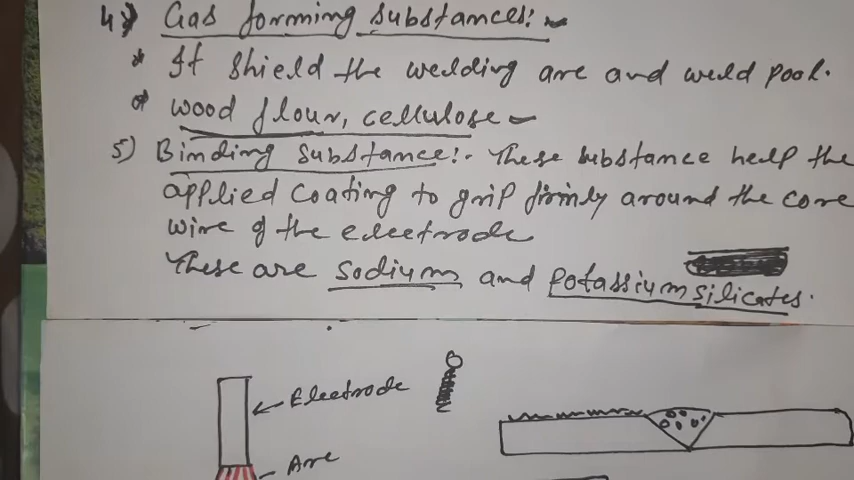 4) Gas forming substances:
* It shield the welding arc and weld pool.
* wood flour, cellulose
5) Binding substance:. These substance help the
applied coating to grip firmly around the core
wire of the electrode
These are sodium and potassium silicates.
Electrode
Arc